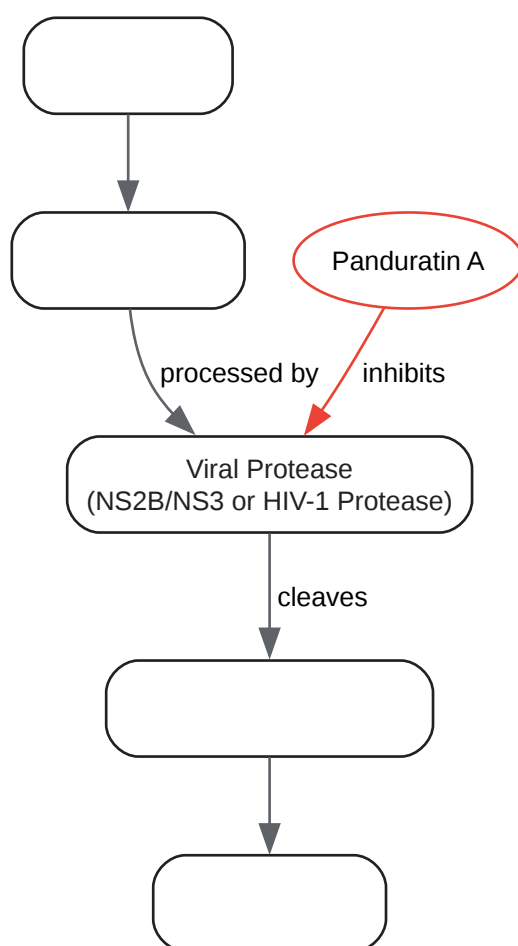 Panduratin A
processed by
inhibits
Viral Protease
(NS2B/NS3 or HIV-1 Protease)
cleaves